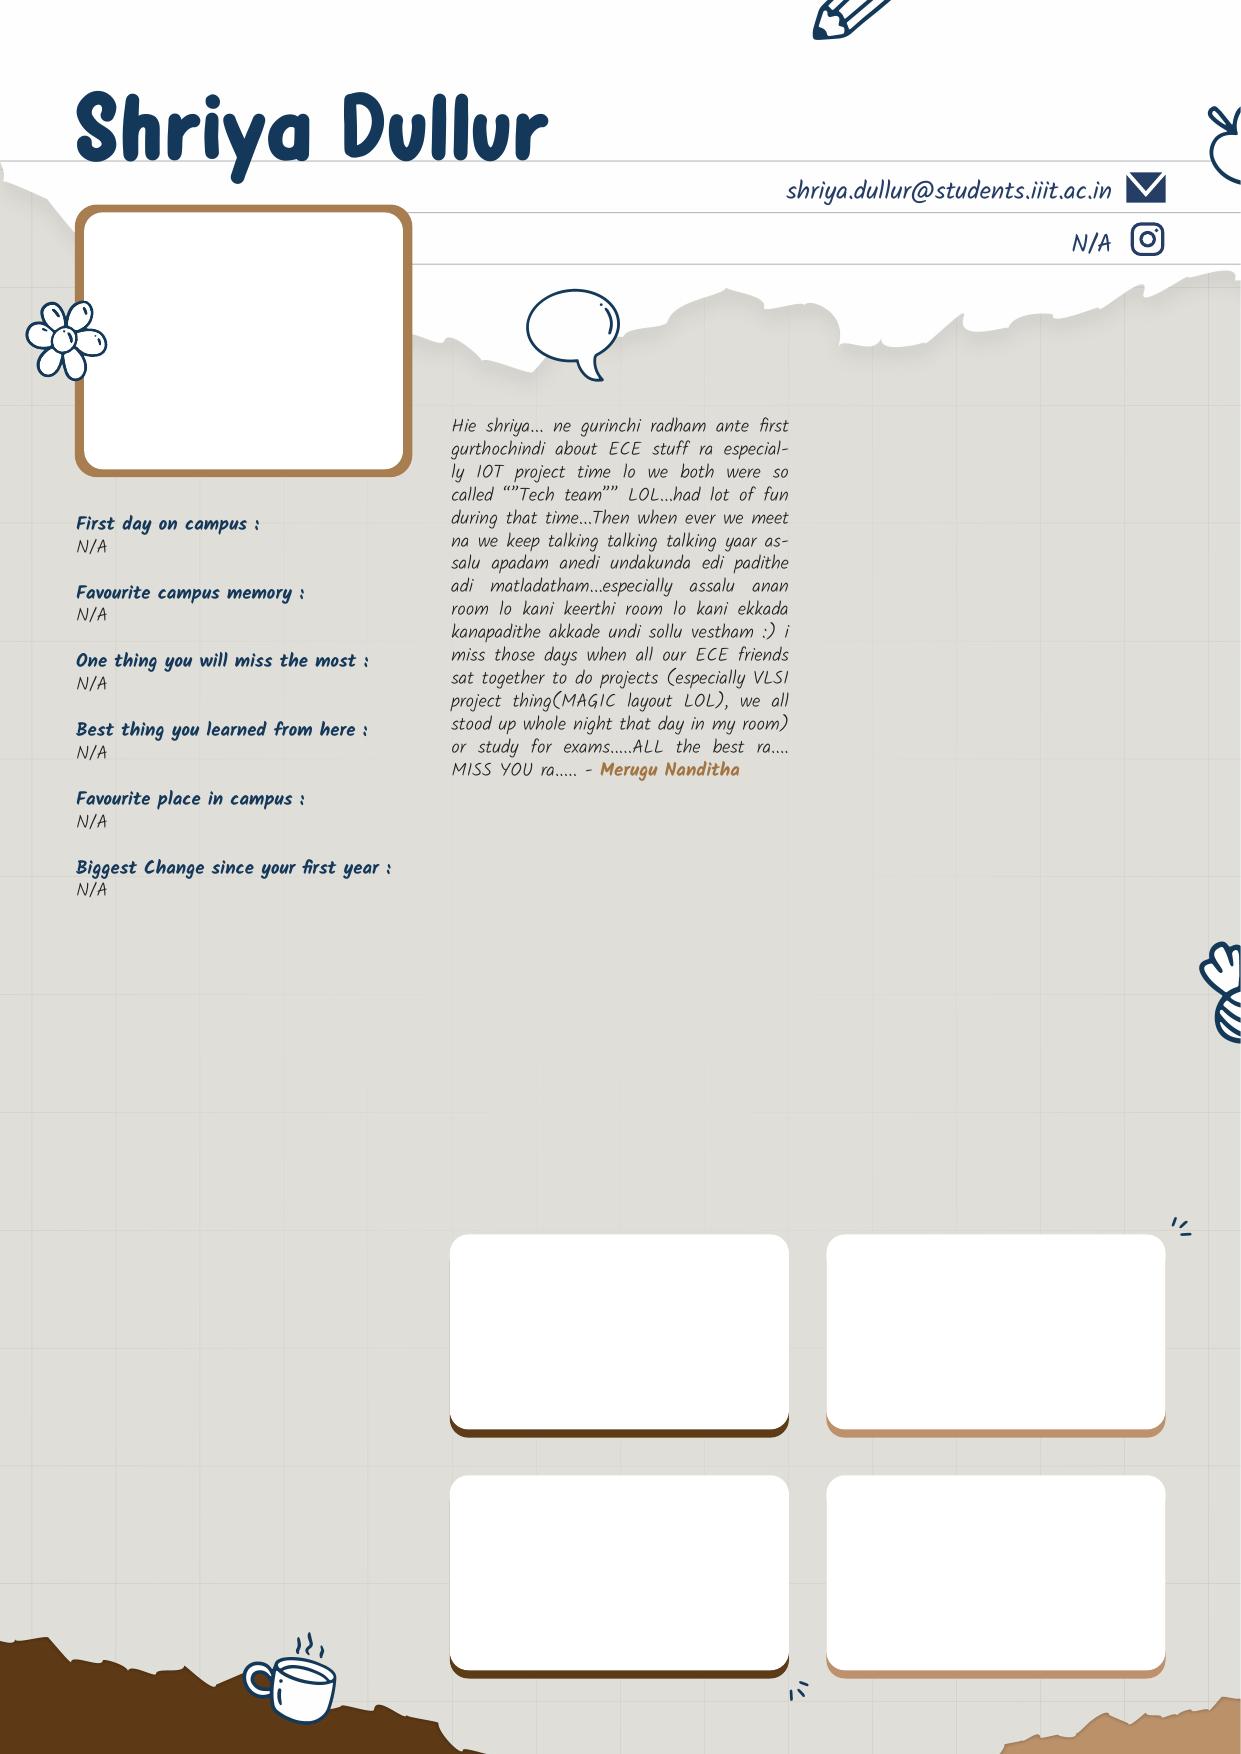 Shriya Dullur
shriya.dullur@students.iiit.ac.in
N/A
First day on campus :
N/A
Favourite campus memory :
N/A
One thing you will miss the most :
N/A
Best thing you learned from here :
N/A
Favourite place in campus :
N/A
Biggest Change since your first year :
N/A
Hie shriya... ne gurinchi radham ante first
gurthochindi about ECE stuff ra especial-
ly IOT project time lo we both were so
called “”Tech team”” LOL...had lot of fun
during that time...Then when ever we meet
na we keep talking talking talking yaar as-
salu apadam anedi undakunda edi padithe
adi matladatham...especially assalu anan
room lo kani keerthi room lo kani ekkada
kanapadithe akkade undi sollu vestham :) i
miss those days when all our ECE friends
sat together to do projects (especially VLSI
project thing(MAGIC layout LOL), we all
stood up whole night that day in my room)
or study for exams.....ALL the best ra....
MISS YOU ra..... - Merugu Nanditha